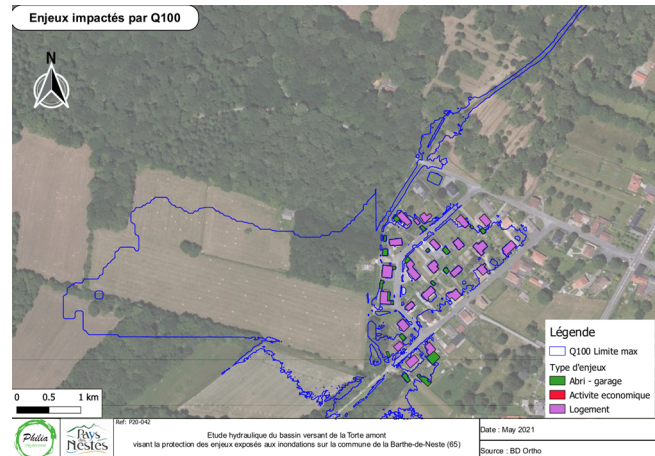 Enjeux impactés par Q100
N
Légende
Q100 Limite max
Type d'enjeux
Abri - garage
Activite economique
Logement
0 0.5 1 km
Philia
PAYS des
Nestes
Ref: P20-042
Etude hydraulique du bassin versant de la Torte amont
visant la protection des enjeux exposés aux inondations sur la commune de la Barthe-de-Neste (65)
Date : May 2021
Source : BD Ortho